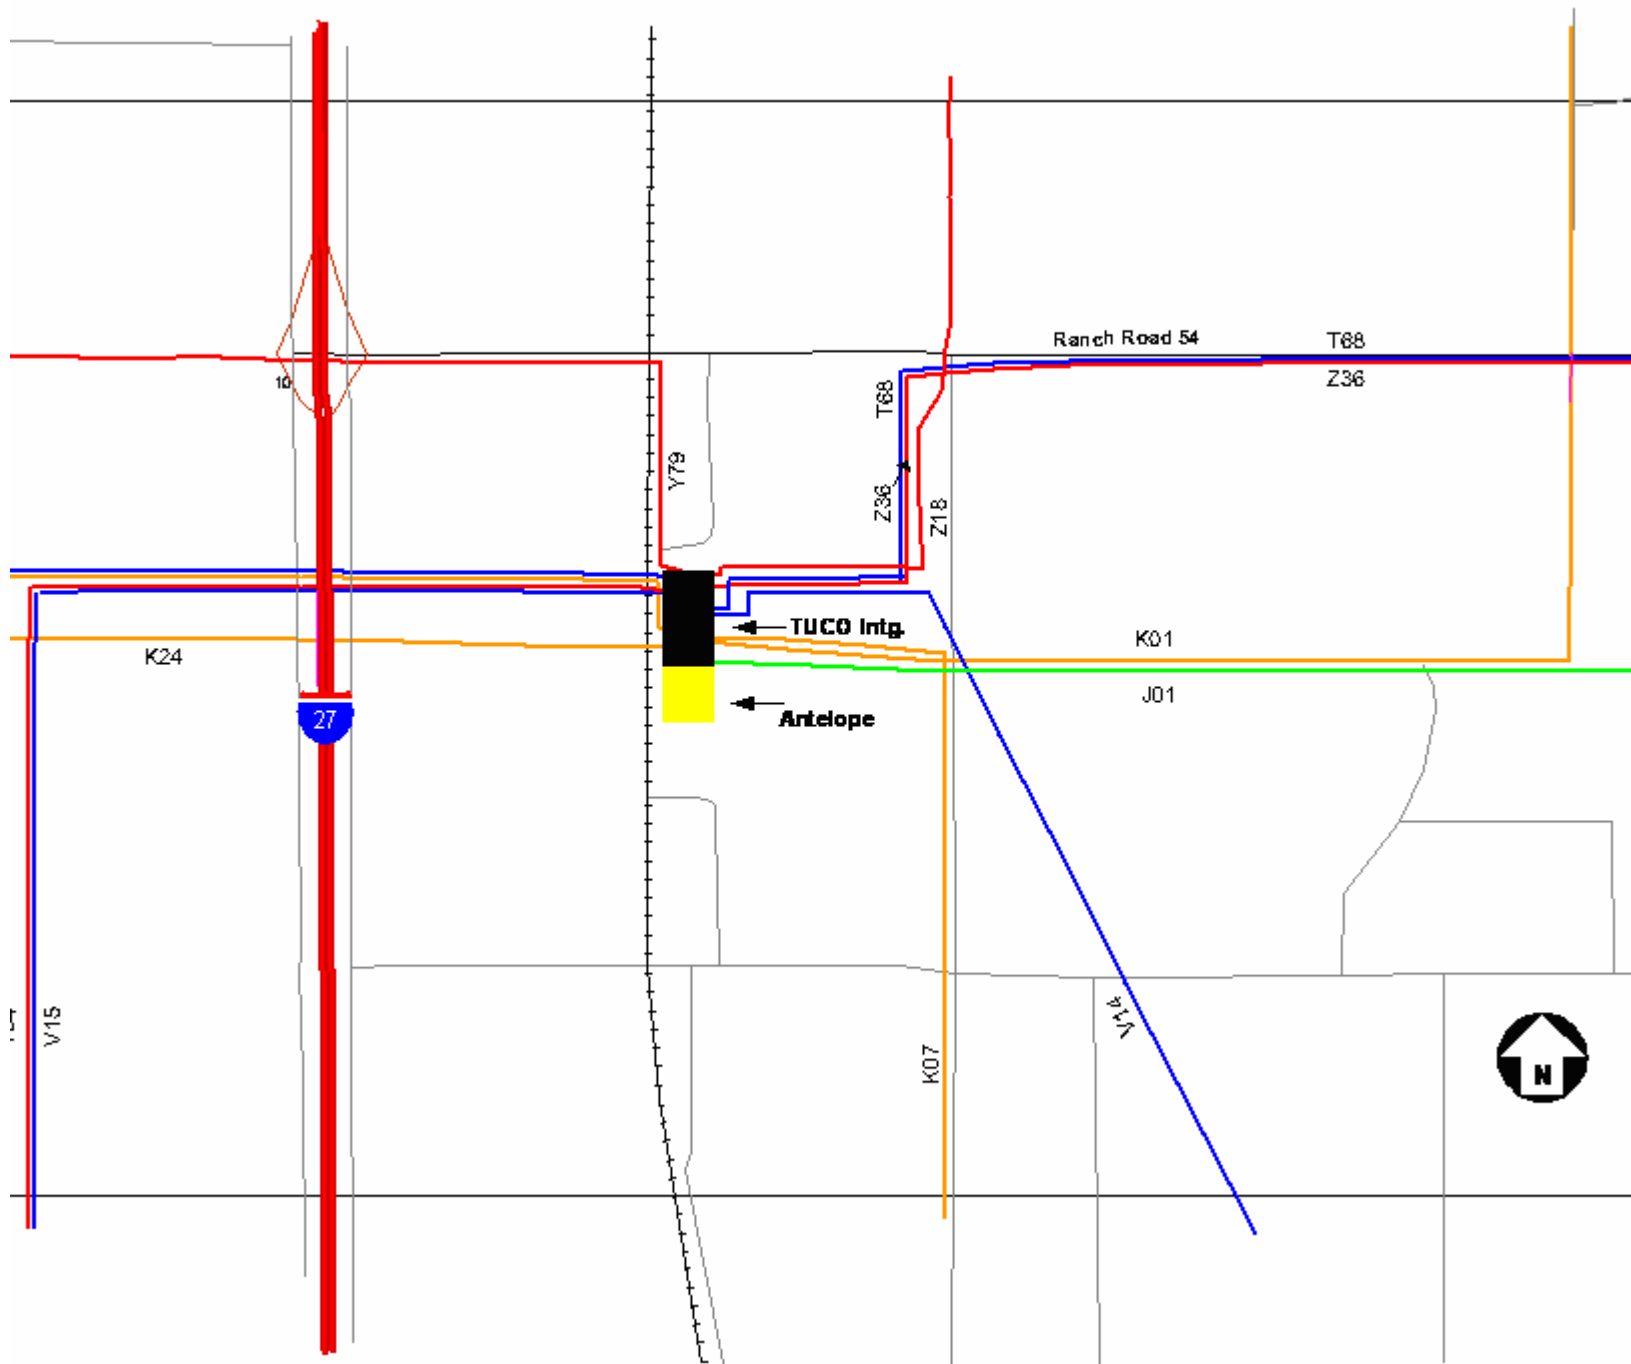 Ranch Road 54
T68
Z36
10
T68
Y79
Z36
Z18
TUCO Intg.
K01
K24
J01
Antelope
27
V15
V14
K07
N